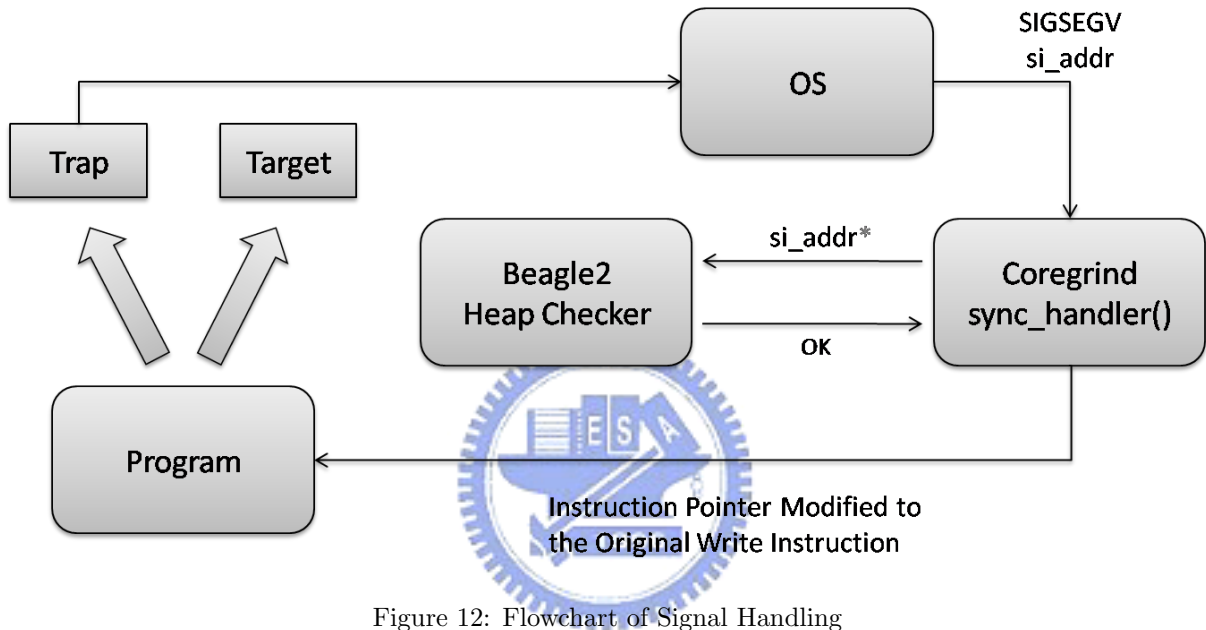 SIGSEGV
si_addr
OS
Trap
Target
si_addr*
Beagle2
Heap Checker
Coregrind
sync_handler()
OK
ESA
Program
Instruction Pointer Modified to
the Original Write Instruction
Figure 12: Flowchart of Signal Handling